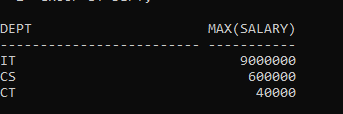 DEPT MAX(SALARY)
------------------------- -----------
IT 9000000
CS 600000
CT 40000